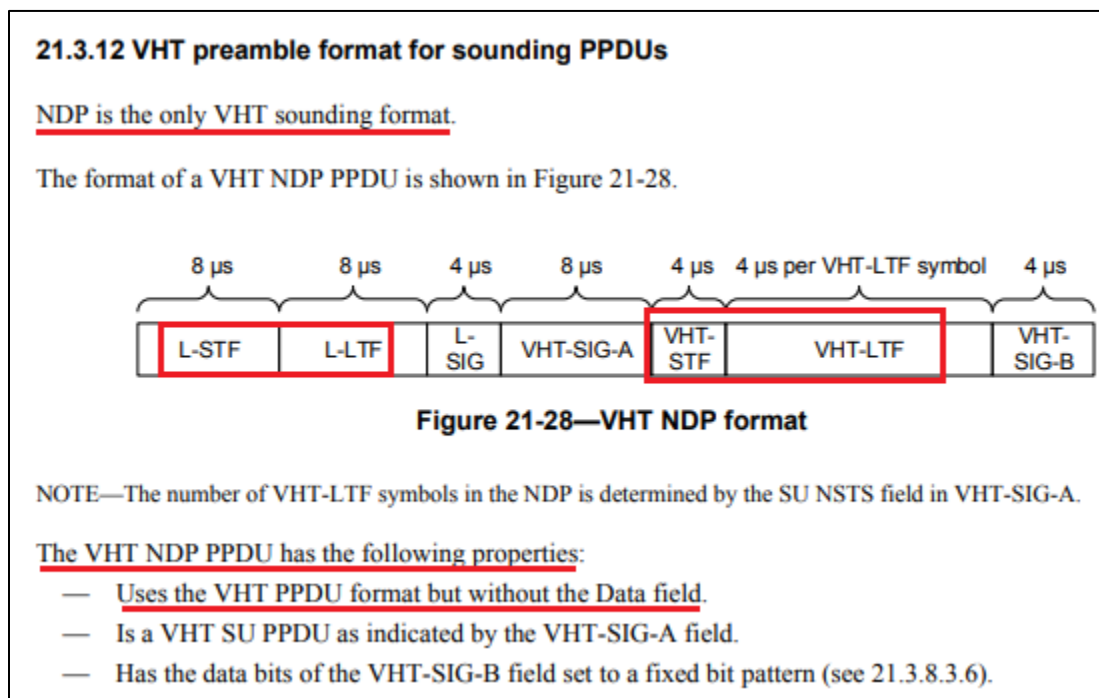 21.3.12 VHT preamble format for sounding PPDUs
NDP is the only VHT sounding format.
The format of a VHT NDP PPDU is shown in Figure 21-28.
8 µs 8 µs 4 µs 8 µs 4 µs 4 µs per VHT-LTF symbol 4 µs
L-STF L-LTF L-SIG VHT-SIG-A VHT-STF VHT-LTF VHT-SIG-B
Figure 21-28—VHT NDP format
NOTE—The number of VHT-LTF symbols in the NDP is determined by the SU NSTS field in VHT-SIG-A.
The VHT NDP PPDU has the following properties:
— Uses the VHT PPDU format but without the Data field.
— Is a VHT SU PPDU as indicated by the VHT-SIG-A field.
— Has the data bits of the VHT-SIG-B field set to a fixed bit pattern (see 21.3.8.3.6).